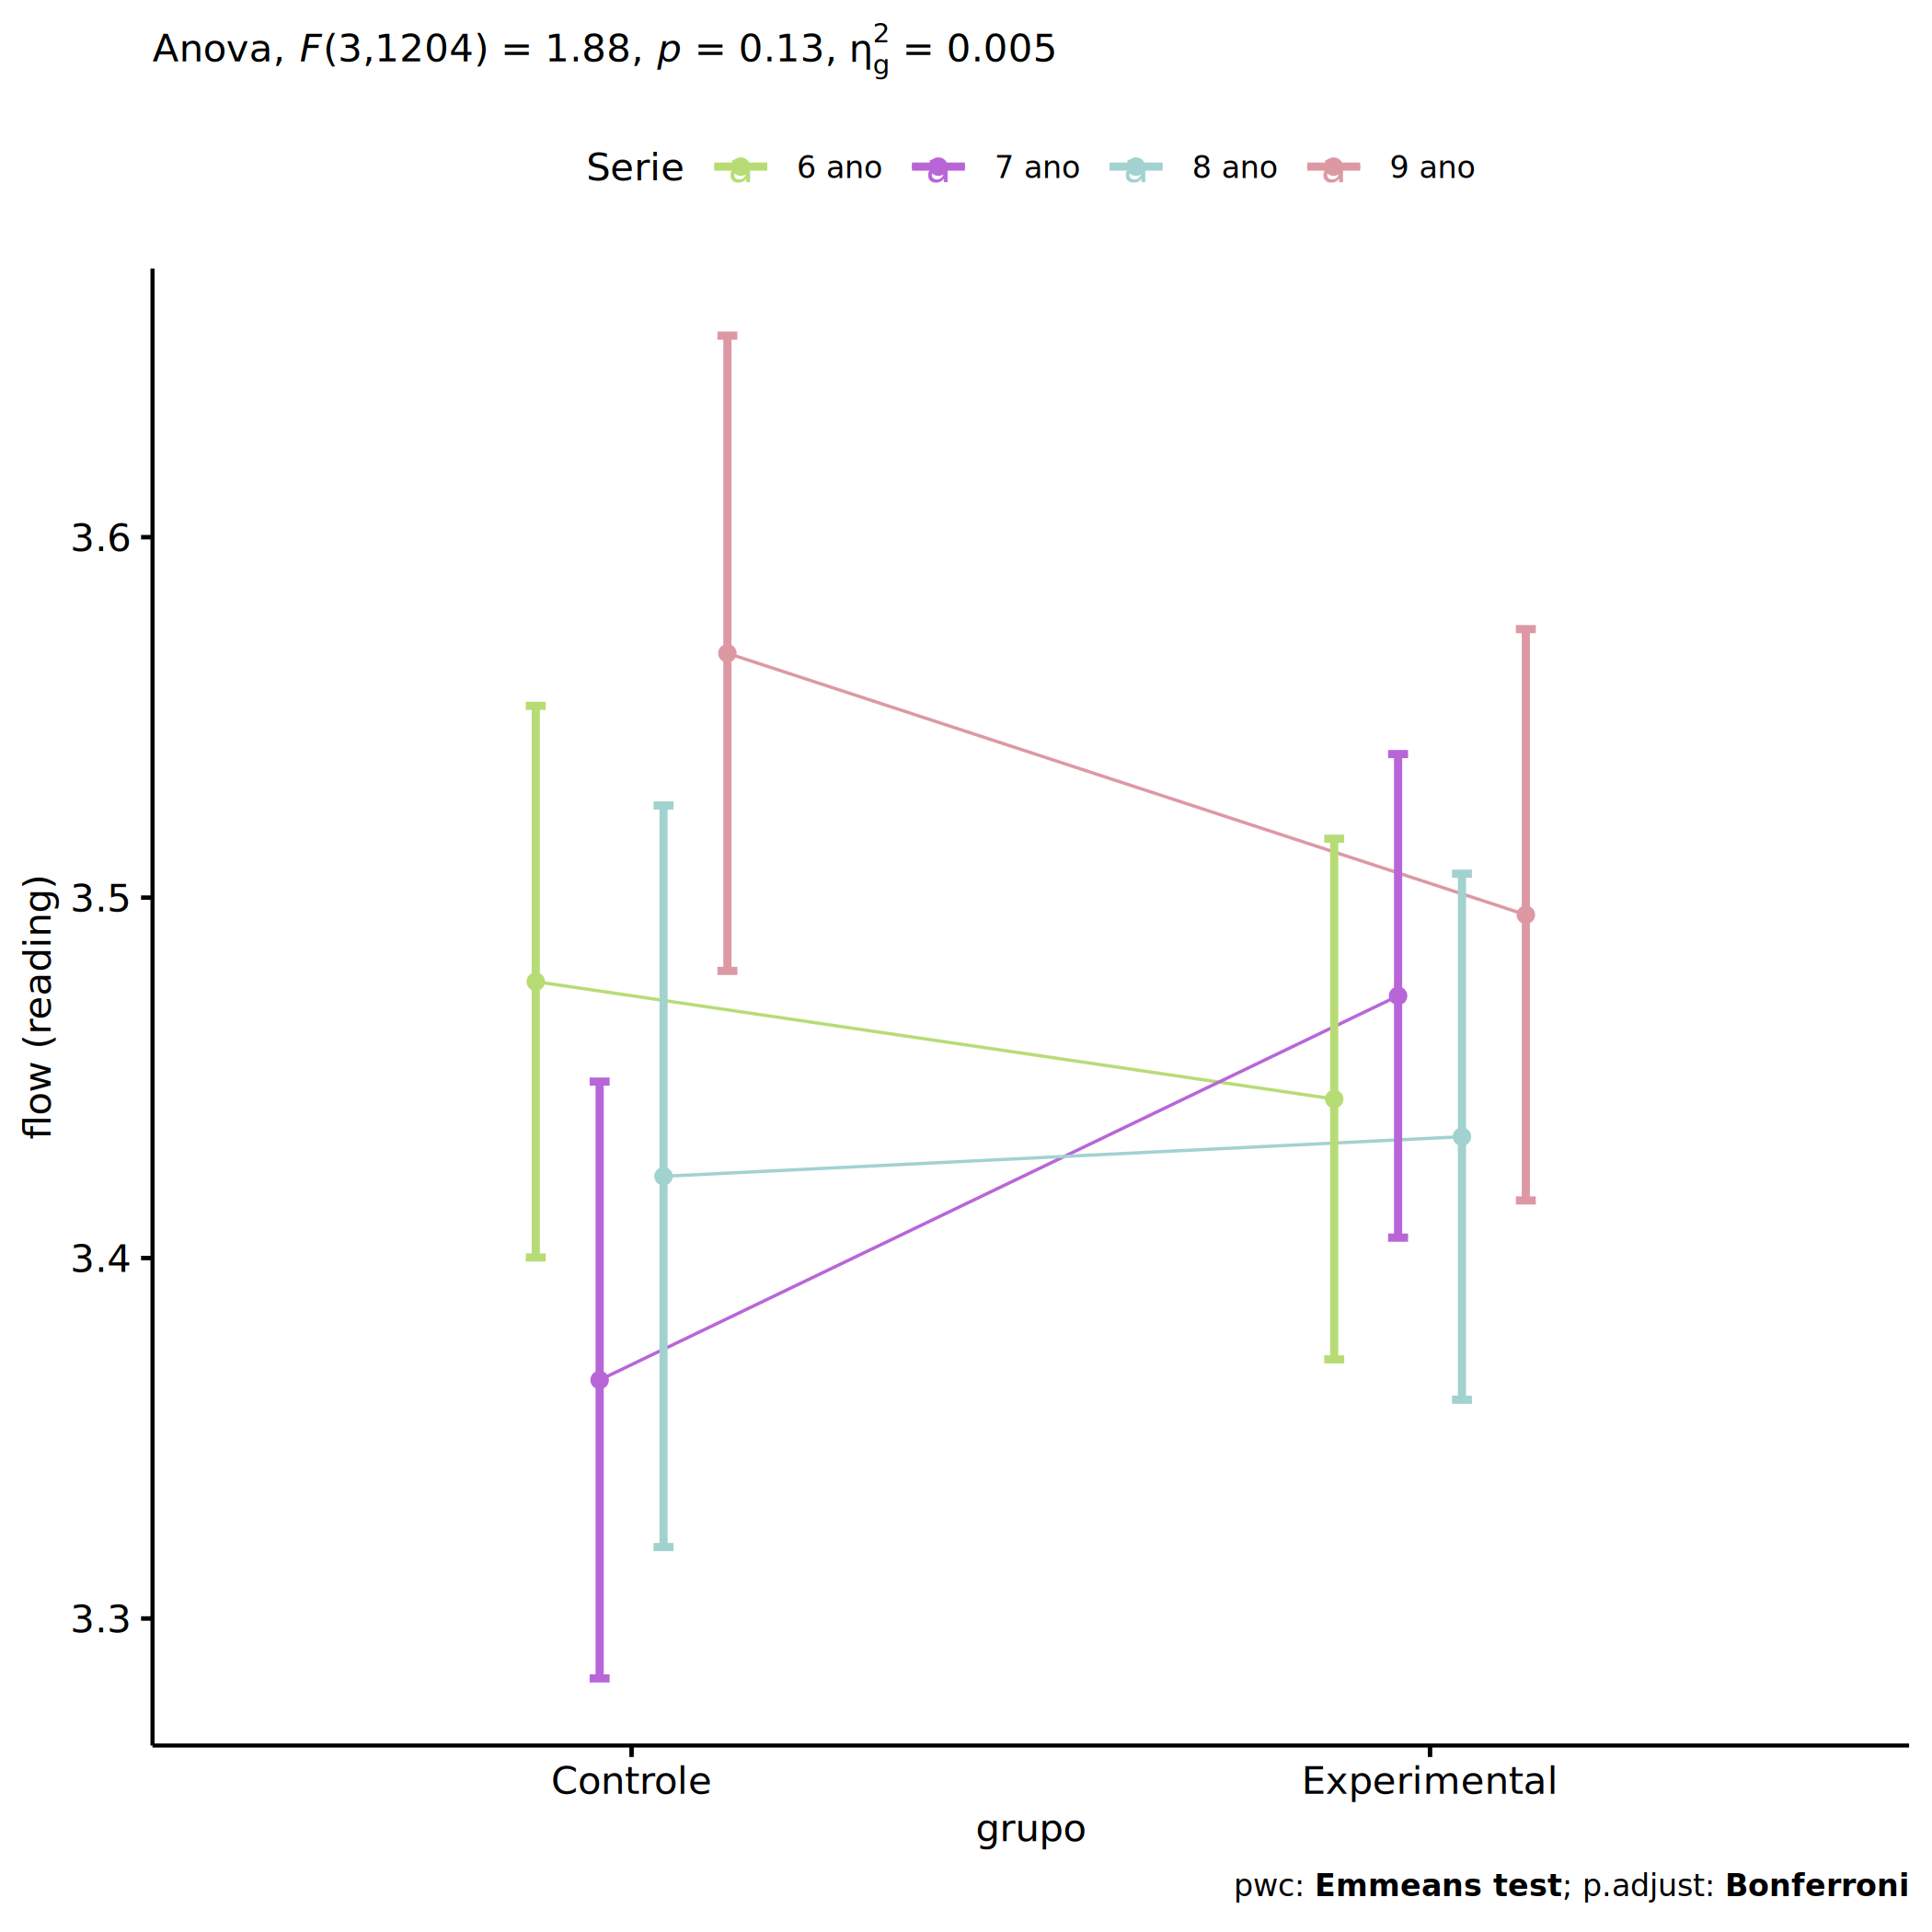 Anova, F(3,1204) = 1.88, p = 0.13, η²g = 0.005
Serie a 6 ano a 7 ano a 8 ano a 9 ano
3.6
3.5
3.4
3.3
flow (reading)
Controle Experimental
grupo
pwc: Emmeans test; p.adjust: Bonferroni